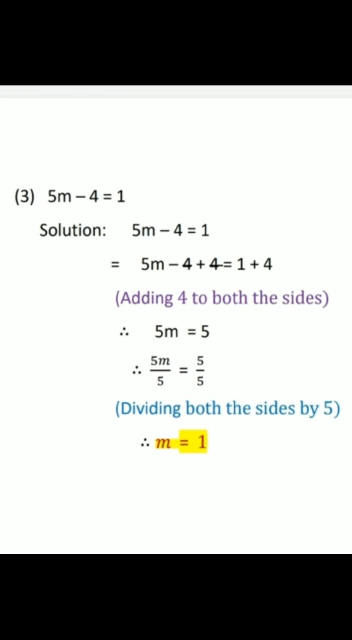 (3) 5m – 4 = 1
Solution: 5m – 4 = 1
= 5m – 4 + 4 = 1 + 4
(Adding 4 to both the sides)
∴ 5m = 5
∴ 5m/5 = 5/5
(Dividing both the sides by 5)
∴ m = 1